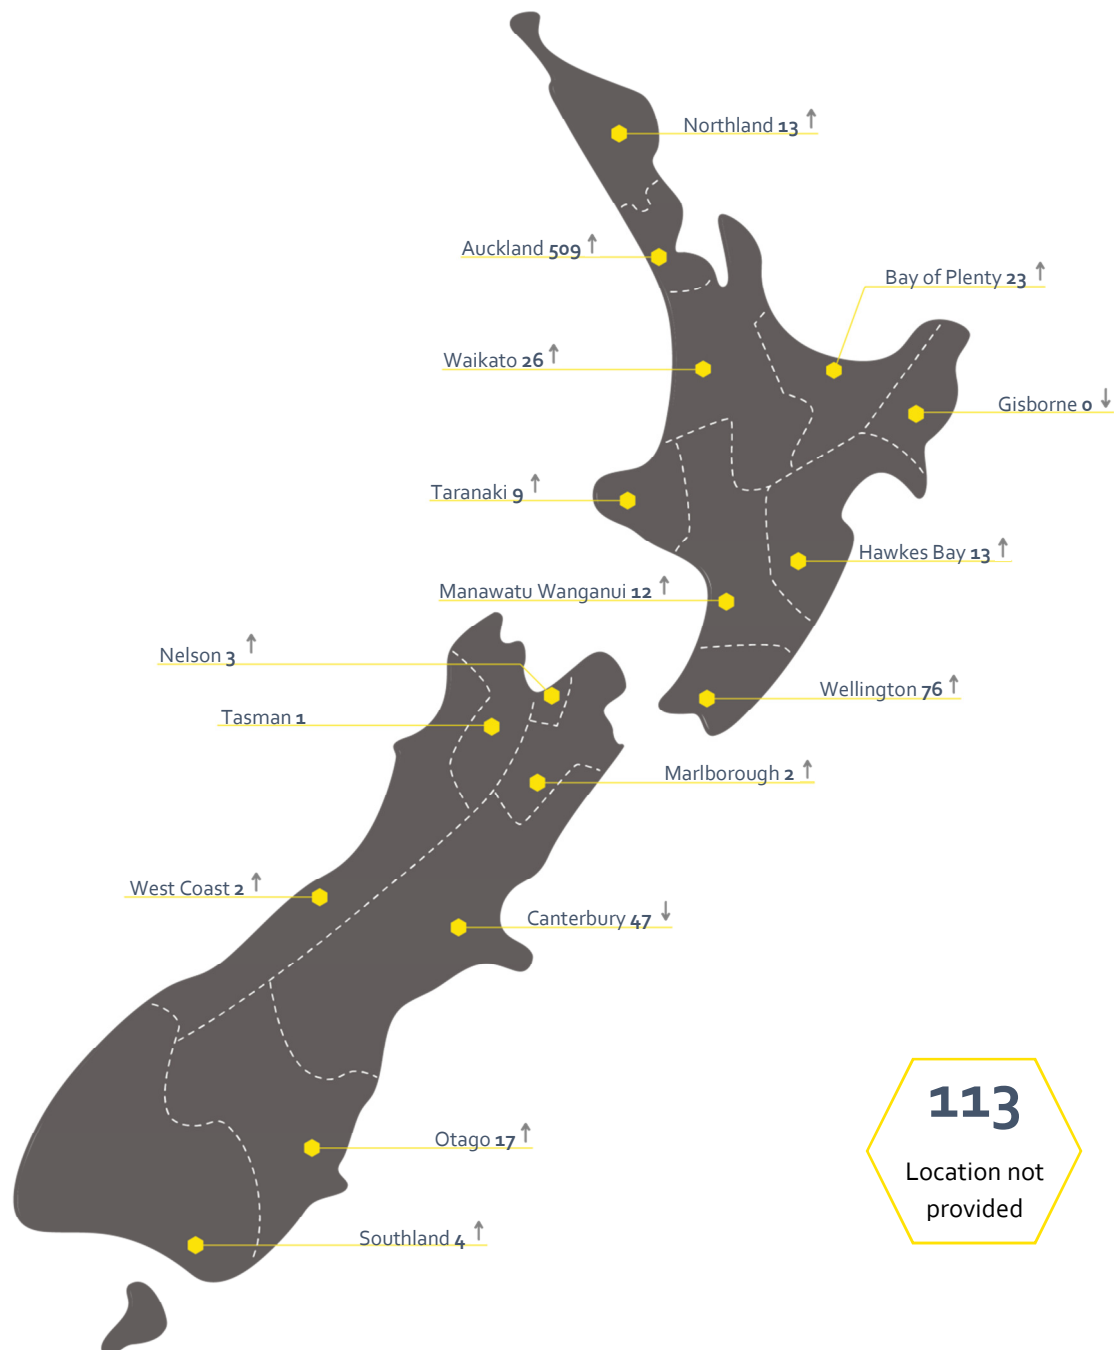 Northland 13 ↑
Auckland 509 ↑
Bay of Plenty 23 ↑
Waikato 26 ↑
Gisborne 0 ↓
Taranaki 9 ↑
Hawkes Bay 13 ↑
Manawatu Wanganui 12 ↑
Nelson 3 ↑
Wellington 76 ↑
Tasman 1
Marlborough 2 ↑
West Coast 2 ↑
Canterbury 47 ↓
113
Location not
provided
Otago 17 ↑
Southland 4 ↑